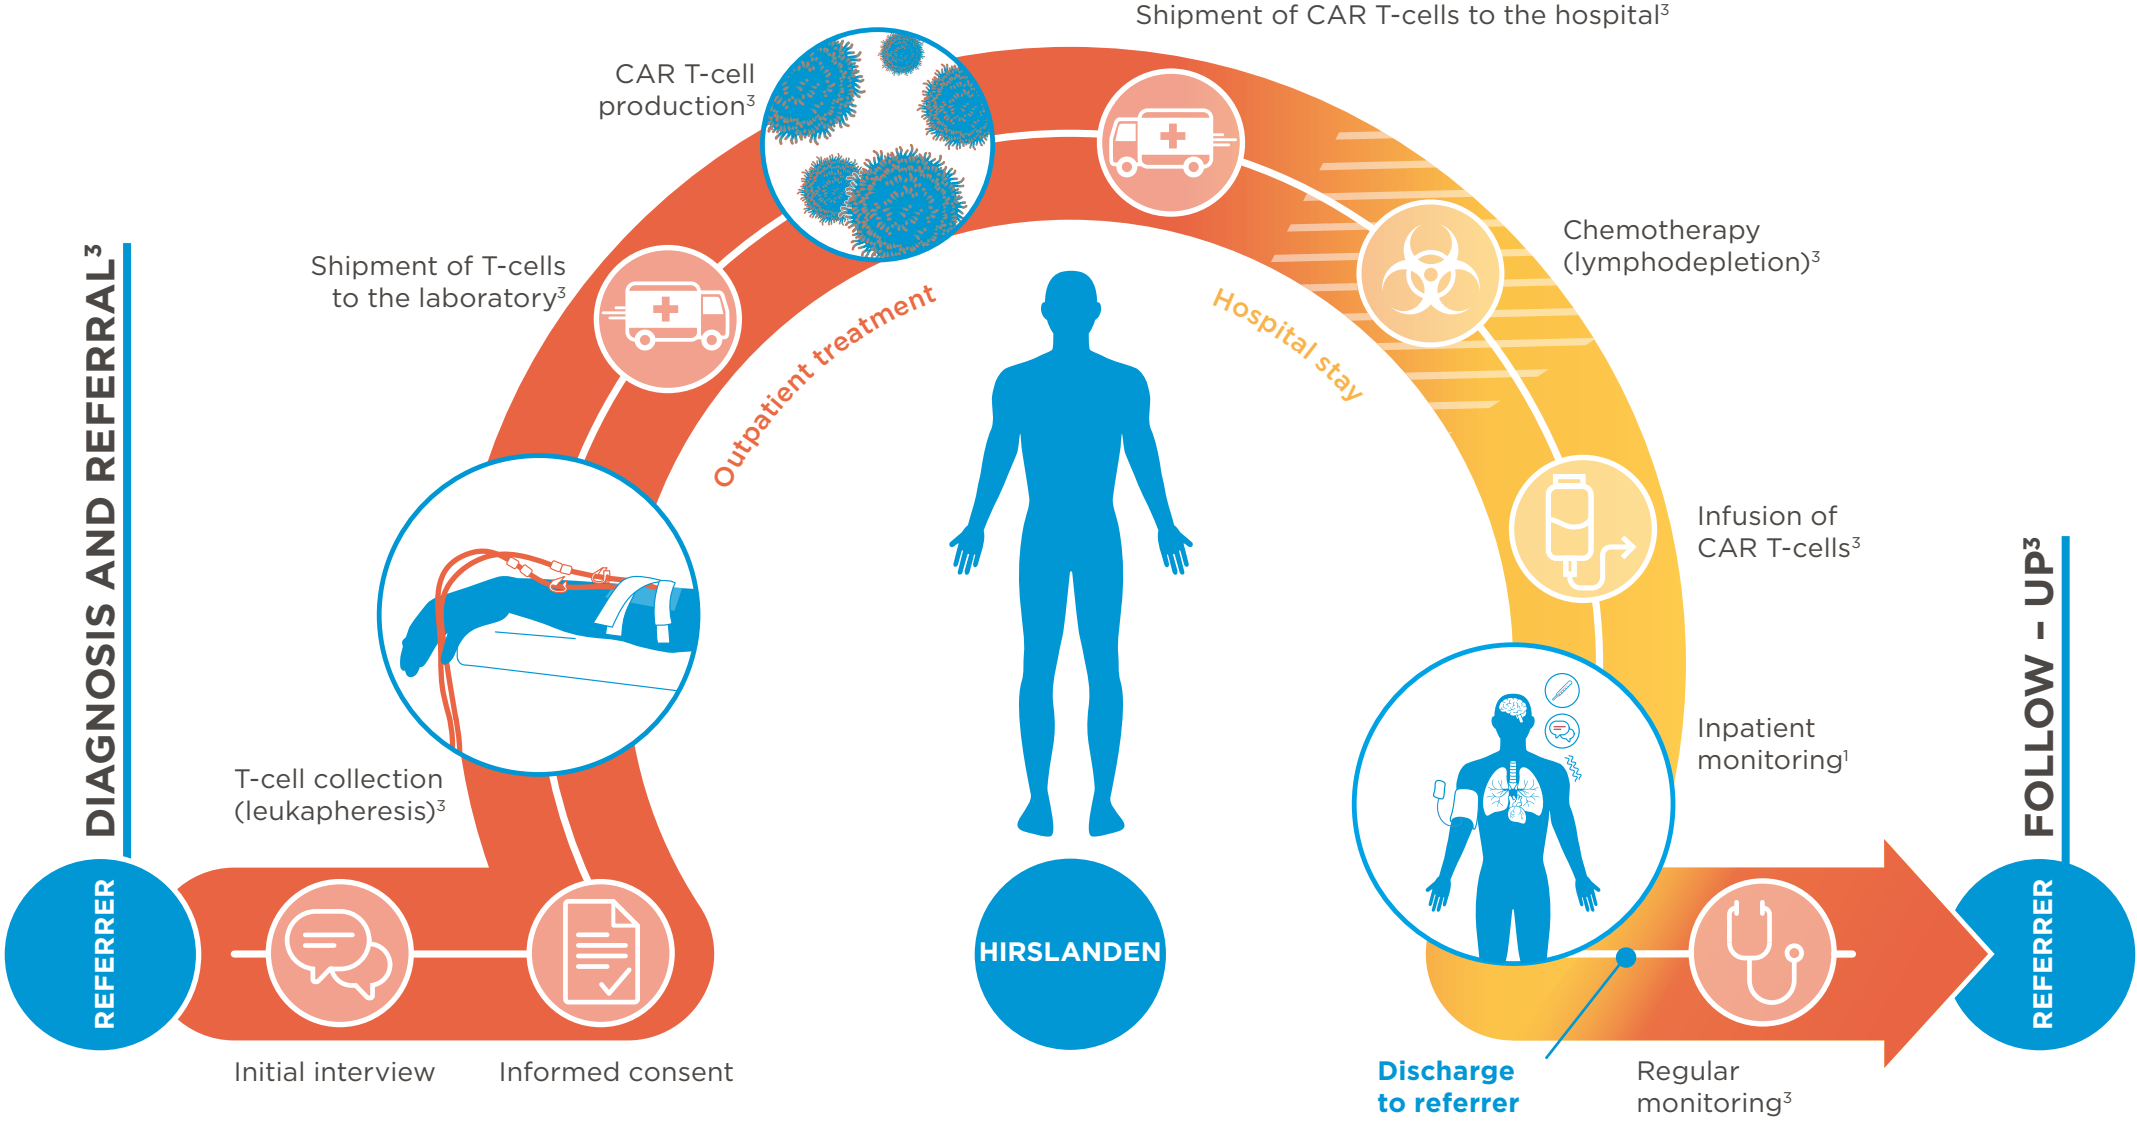 DIAGNOSIS AND REFERRAL³
REFERRER
Initial interview
Informed consent
T-cell collection
(leukapheresis)³
Shipment of T-cells
to the laboratory³
CAR T-cell
production³
Shipment of CAR T-cells to the hospital³
Outpatient treatment
Hospital stay
HIRSLANDEN
Chemotherapy
(lymphodepletion)³
Infusion of
CAR T-cells³
Inpatient
monitoring¹
Discharge
to referrer
Regular
monitoring³
FOLLOW – UP³
REFERRER